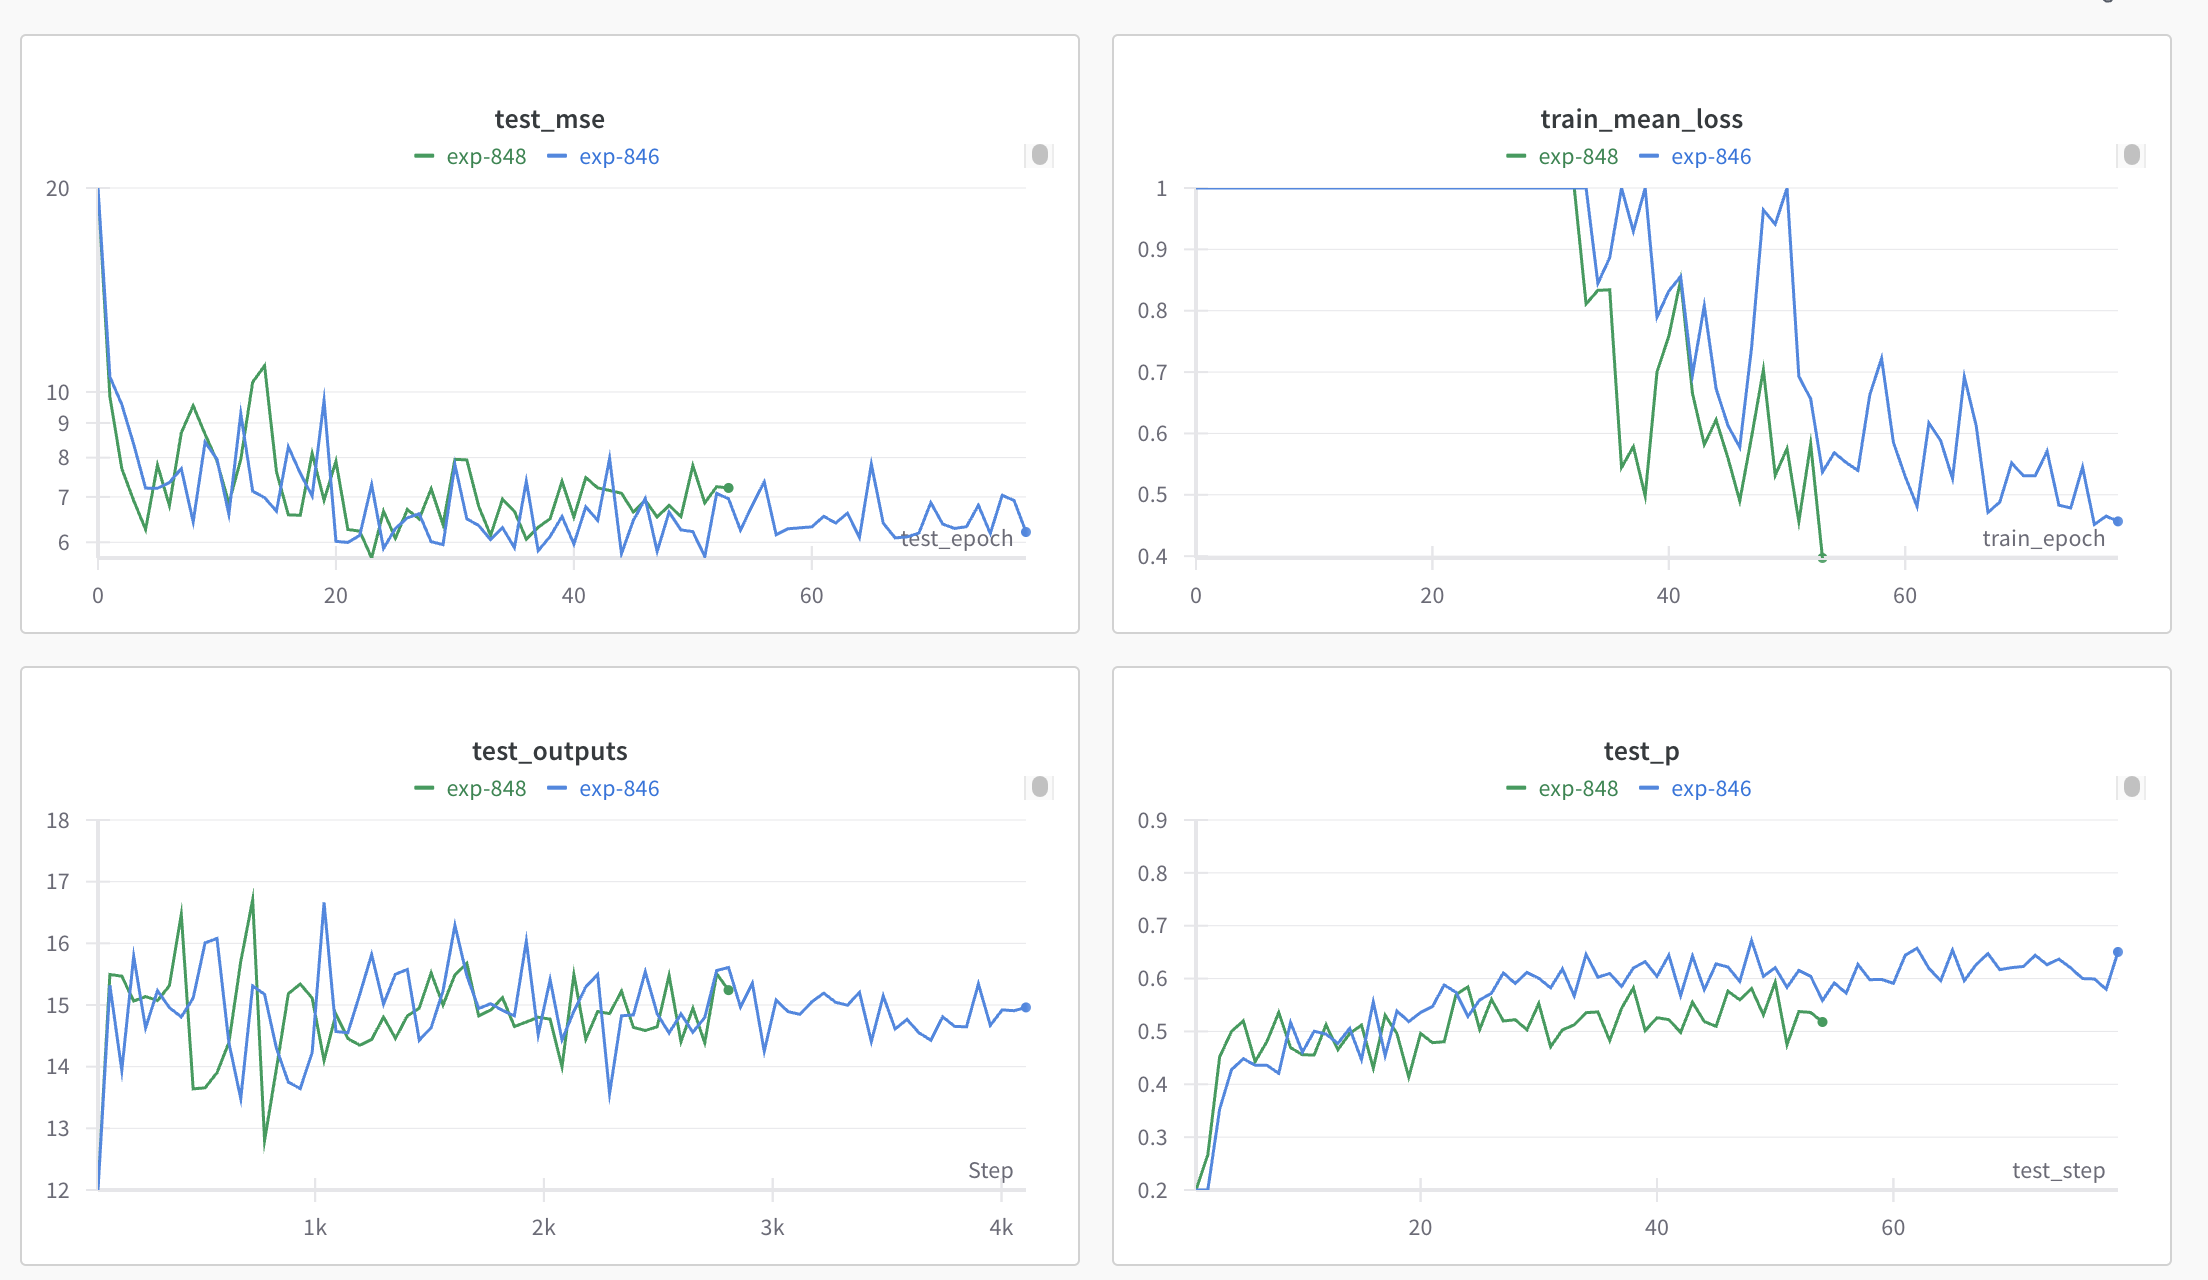 test_mse
exp-848 exp-846
20
10
9
8
7
6
test_epoch
0 20 40 60
train_mean_loss
exp-848 exp-846
1
0.9
0.8
0.7
0.6
0.5
0.4
train_epoch
0 20 40 60
test_outputs
exp-848 exp-846
18
17
16
15
14
13
12
Step
1k 2k 3k 4k
test_p
exp-848 exp-846
0.9
0.8
0.7
0.6
0.5
0.4
0.3
0.2
test_step
20 40 60